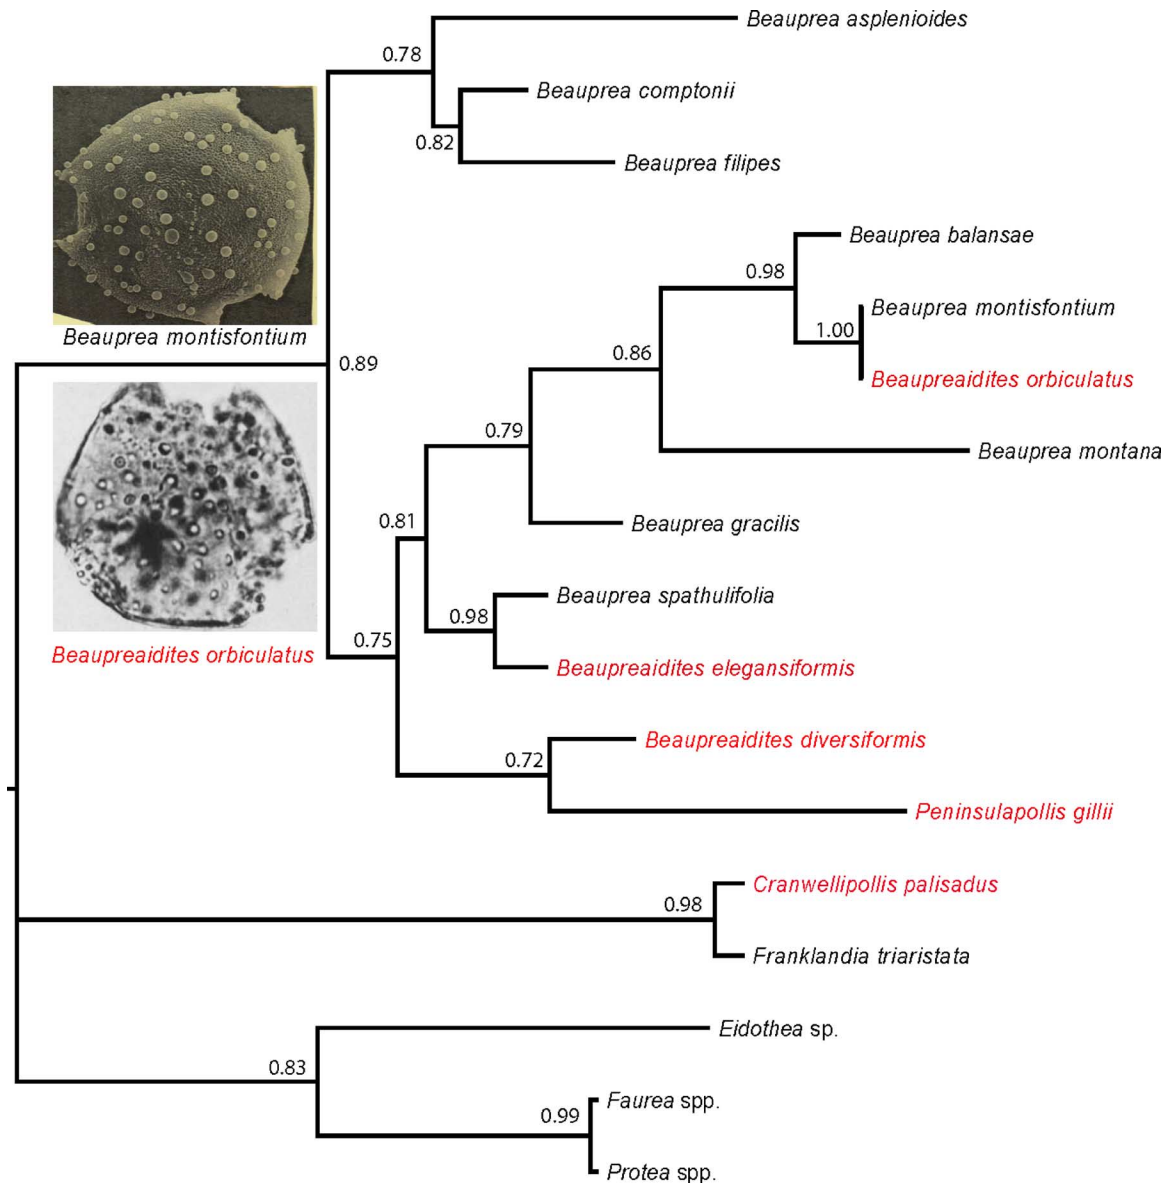 Beauprea asplenioides
0.78
Beauprea comptonii
0.82
Beauprea filipes
Beauprea balansae
0.98
Beauprea montisfontium
1.00
Beauprea montisfontium
0.86
0.89
Beaupreaidites orbiculatus
0.79
Beauprea montana
0.81
Beauprea gracilis
Beauprea spathulifolia
0.98
0.75
Beaupreaidites orbiculatus
Beaupreaidites elegansiformis
Beaupreaidites diversiformis
0.72
Peninsulapollis gillii
Cranwellipollis palisadus
0.98
Franklandia triaristata
Eidothea sp.
0.83
Faurea spp.
0.99
Protea spp.